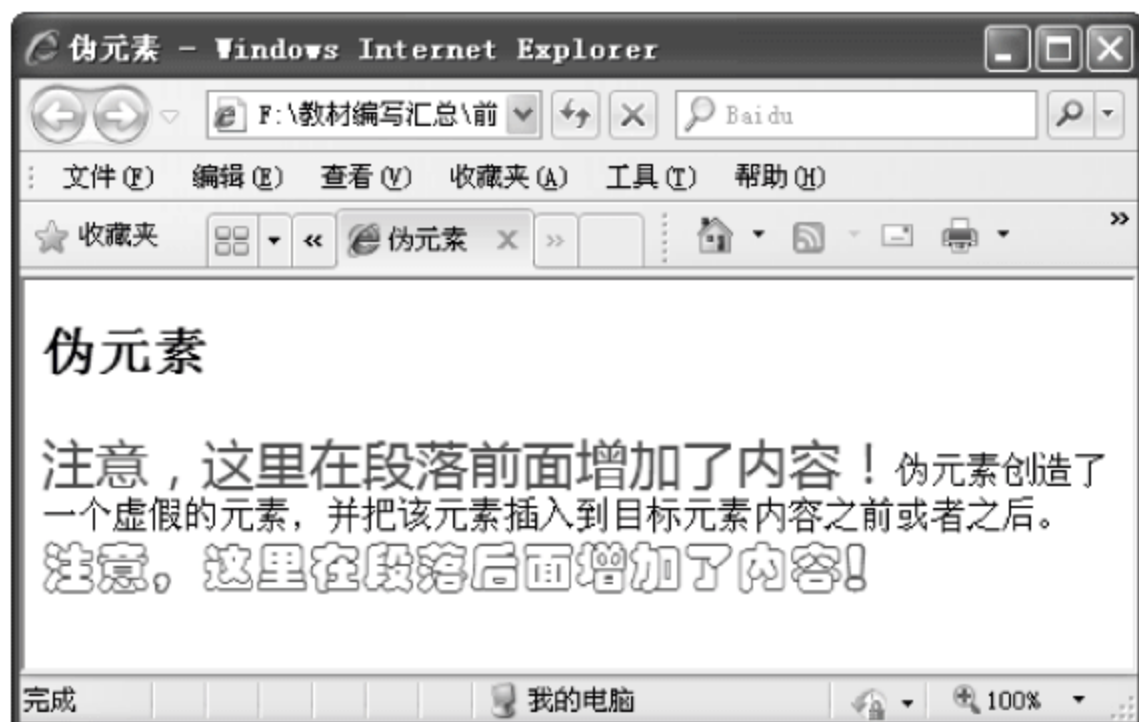 伪元素 - Windows Internet Explorer
F:\教材编写汇总\前
Baidu
文件(F) 编辑(E) 查看(V) 收藏夹(A) 工具(T) 帮助(H)
收藏夹 伪元素
伪元素
注意，这里在段落前面增加了内容！伪元素创造了
一个虚假的元素，并把该元素插入到目标元素内容之前或者之后。
注意，这里在段落后面增加了内容!
完成 我的电脑 100%